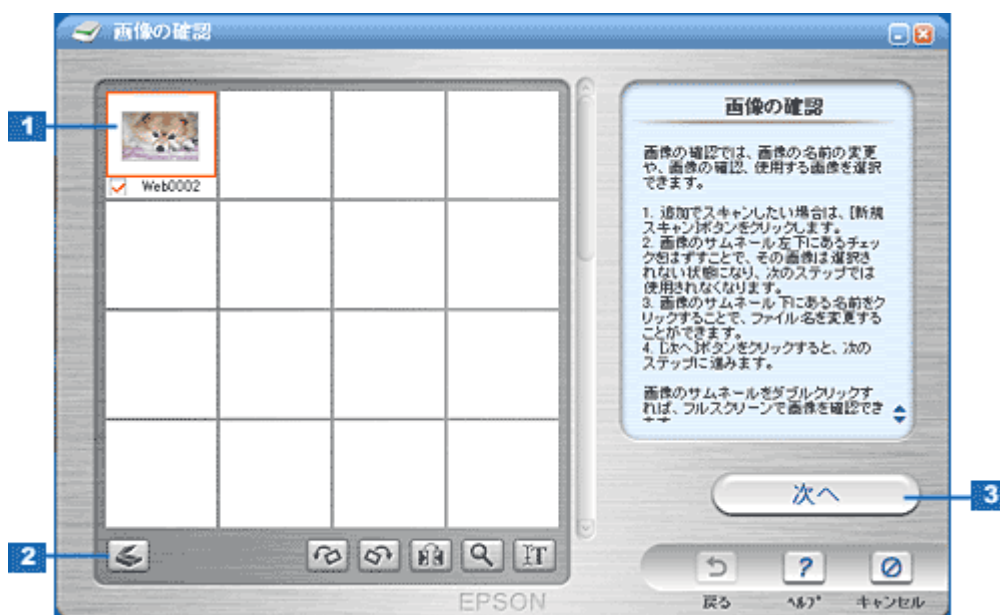 画像の確認
1
Web0002
画像の確認
画像の確認では、画像の名前の変更
や、画像の確認、使用する画像を選択
できます。
1. 追加でスキャンしたい場合は、[新規
スキャン]ボタンをクリックします。
2. 画像のサムネール左下にあるチェッ
クをはずすことで、その画像は選択さ
れない状態になり、次のステップでは
使用されなくなります。
3. 画像のサムネール下にある名前をク
リックすることで、ファイル名を変更する
ことができます。
4. [次へ]ボタンをクリックすると、次の
ステップに進みます。
画像のサムネールをダブルクリックす
れば、フルスクリーンで画像を確認でき
次へ
3
2
T
?
戻る
ヘルプ
キャンセル
EPSON